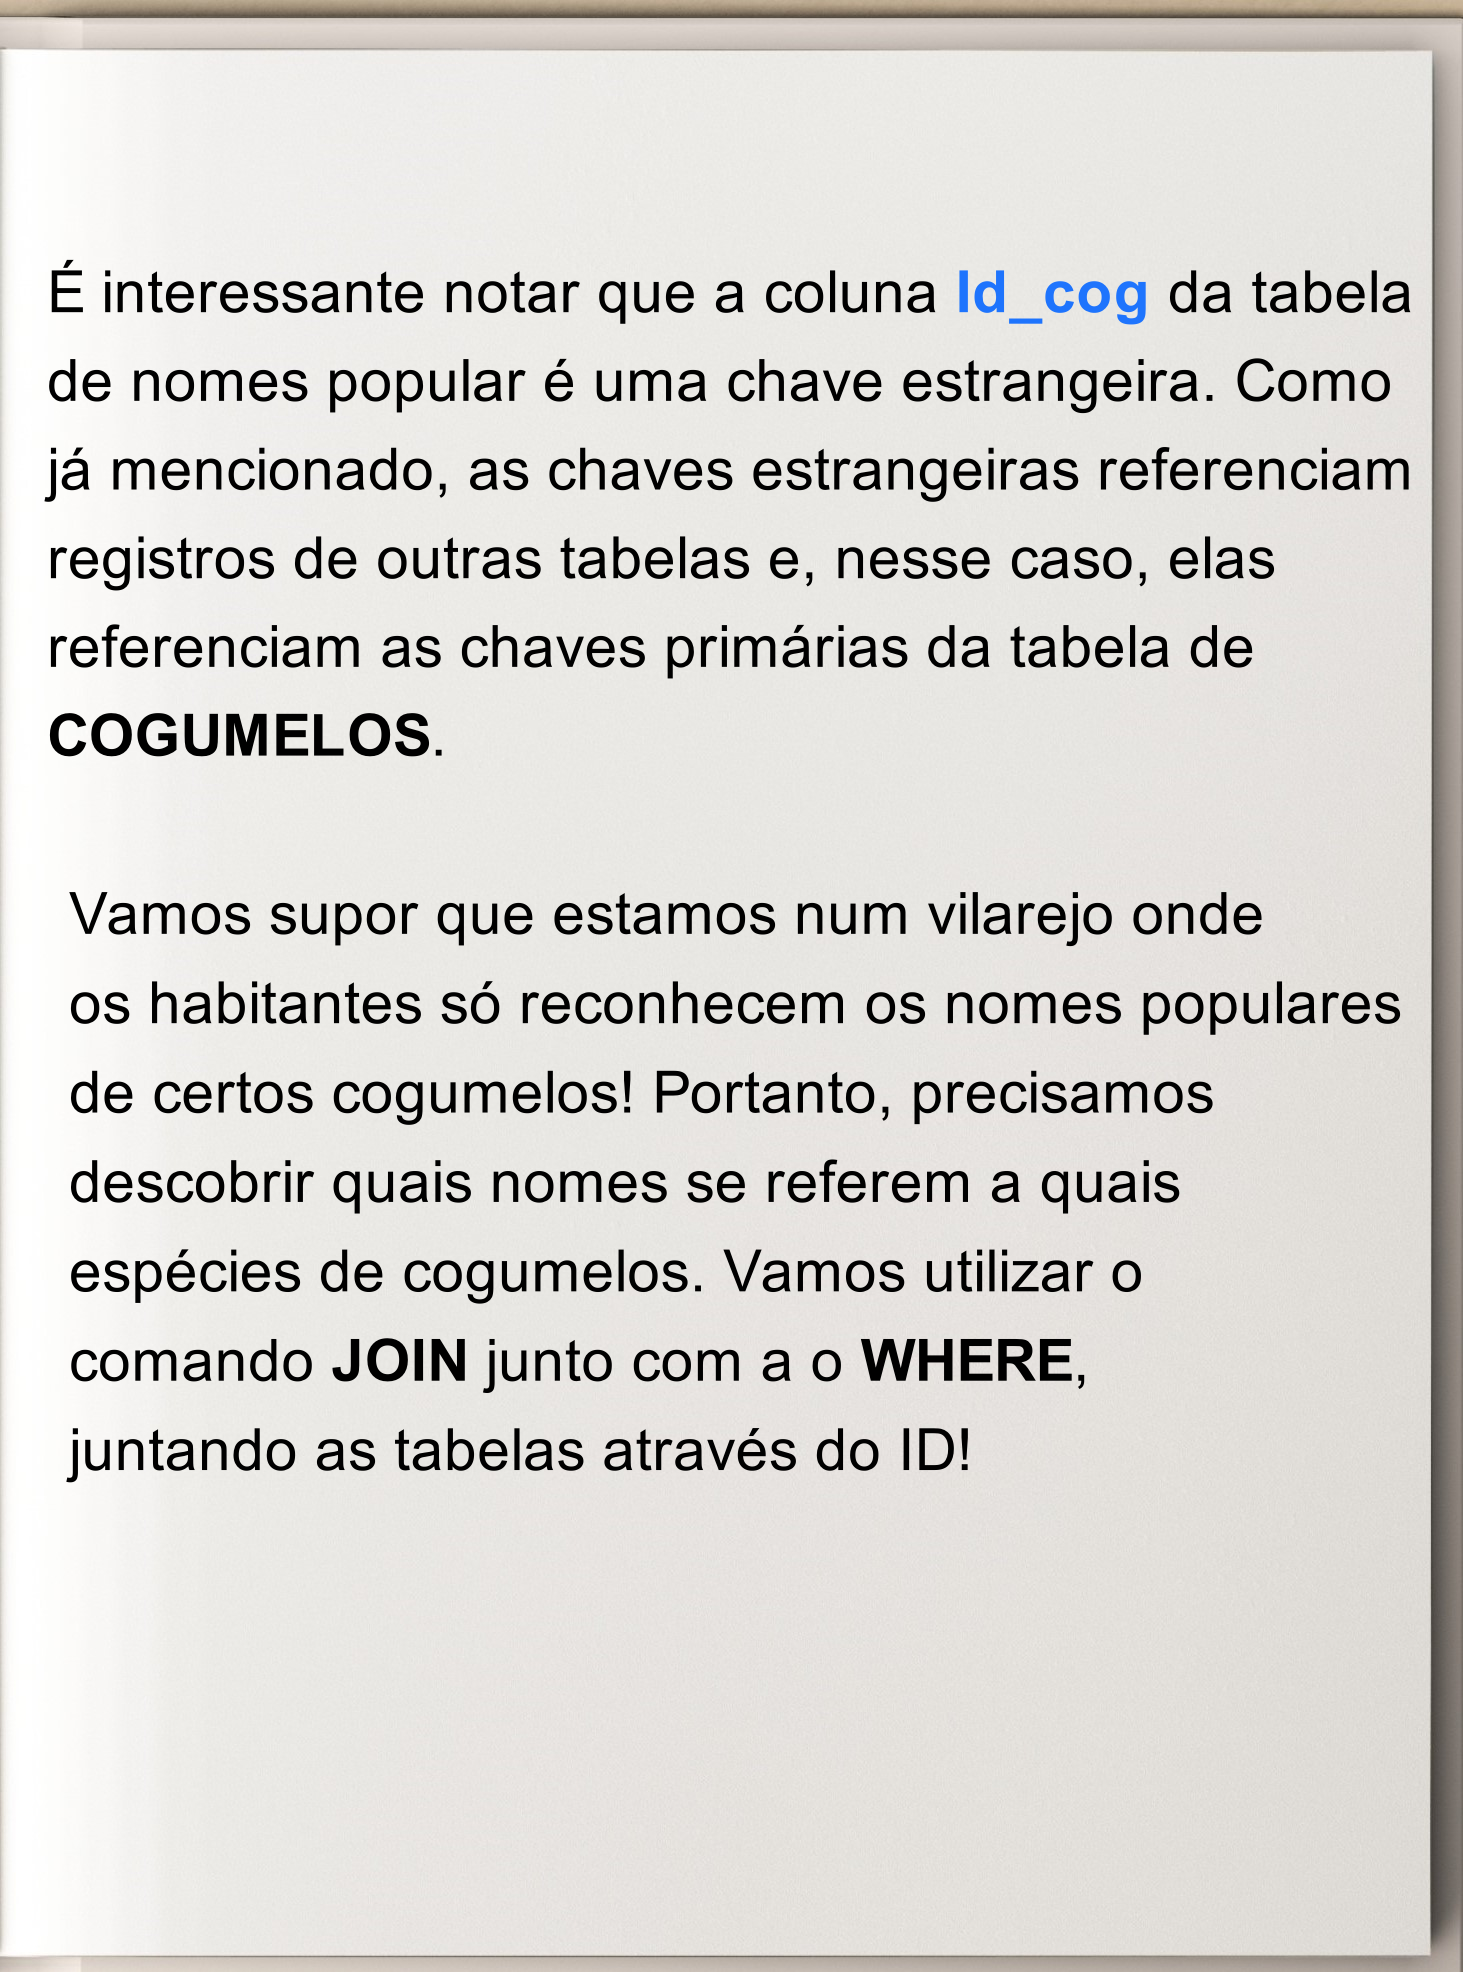 É interessante notar que a coluna Id_cog da tabela
de nomes popular é uma chave estrangeira. Como
já mencionado, as chaves estrangeiras referenciam
registros de outras tabelas e, nesse caso, elas
referenciam as chaves primárias da tabela de
COGUMELOS.
Vamos supor que estamos num vilarejo onde
os habitantes só reconhecem os nomes populares
de certos cogumelos! Portanto, precisamos
descobrir quais nomes se referem a quais
espécies de cogumelos. Vamos utilizar o
comando JOIN junto com a o WHERE,
juntando as tabelas através do ID!